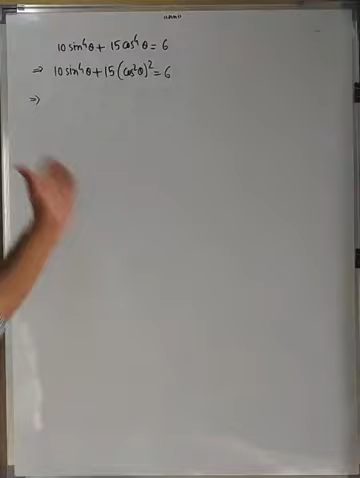 10 sin⁴θ + 15 cos⁴θ = 6
⇒ 10 sin⁴θ + 15 (cos²θ)² = 6
⇒